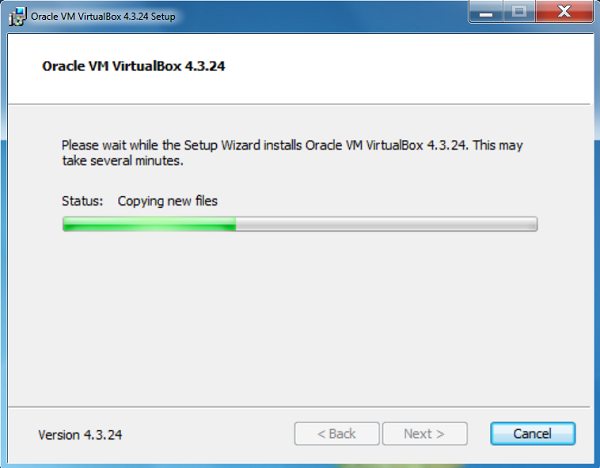 Oracle VM VirtualBox 4.3.24 Setup
Oracle VM VirtualBox 4.3.24
Please wait while the Setup Wizard installs Oracle VM VirtualBox 4.3.24. This may
take several minutes.
Status: Copying new files
Version 4.3.24 < Back Next > Cancel